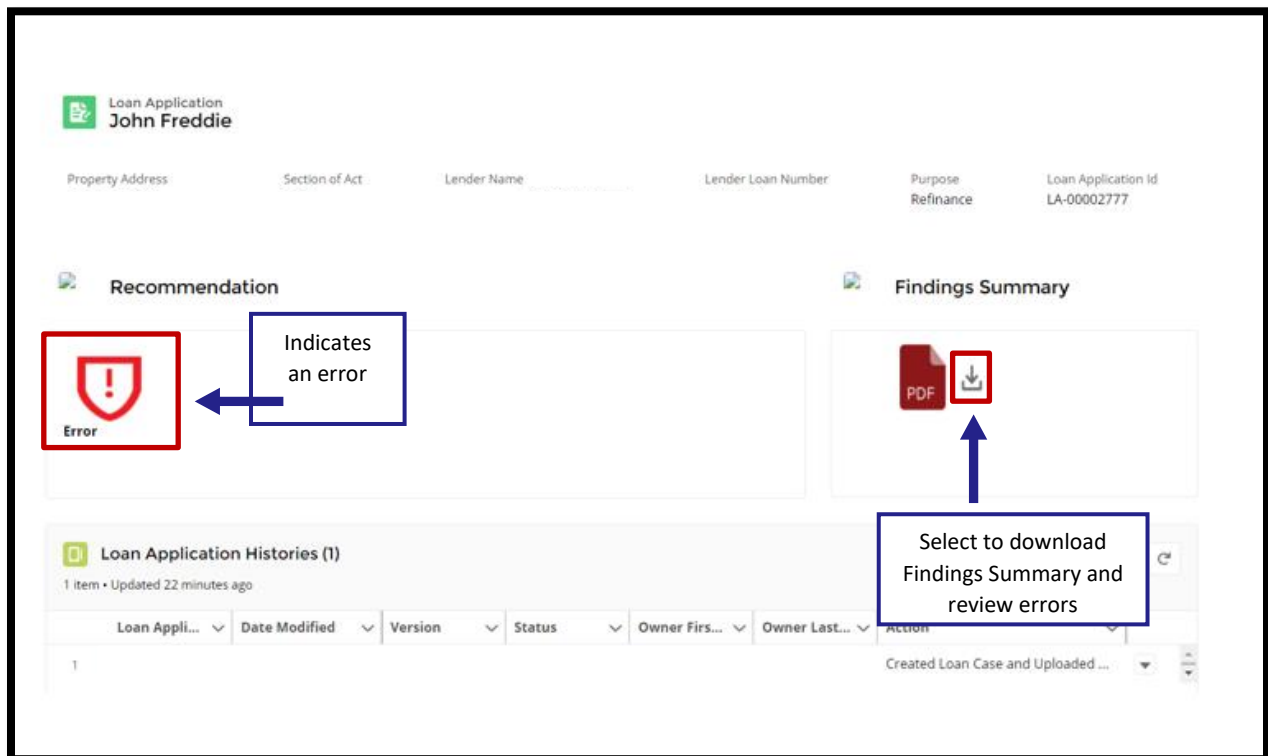 Loan Application
John Freddie
Property Address Section of Act Lender Name Lender Loan Number Purpose Loan Application Id
Refinance LA-00002777
Recommendation Findings Summary
Indicates
an error
Error
PDF
Select to download
Findings Summary and
review errors
Loan Application Histories (1)
1 item • Updated 22 minutes ago
Loan Appli... Date Modified Version Status Owner Firs... Owner Last... Action
1 Created Loan Case and Uploaded ...